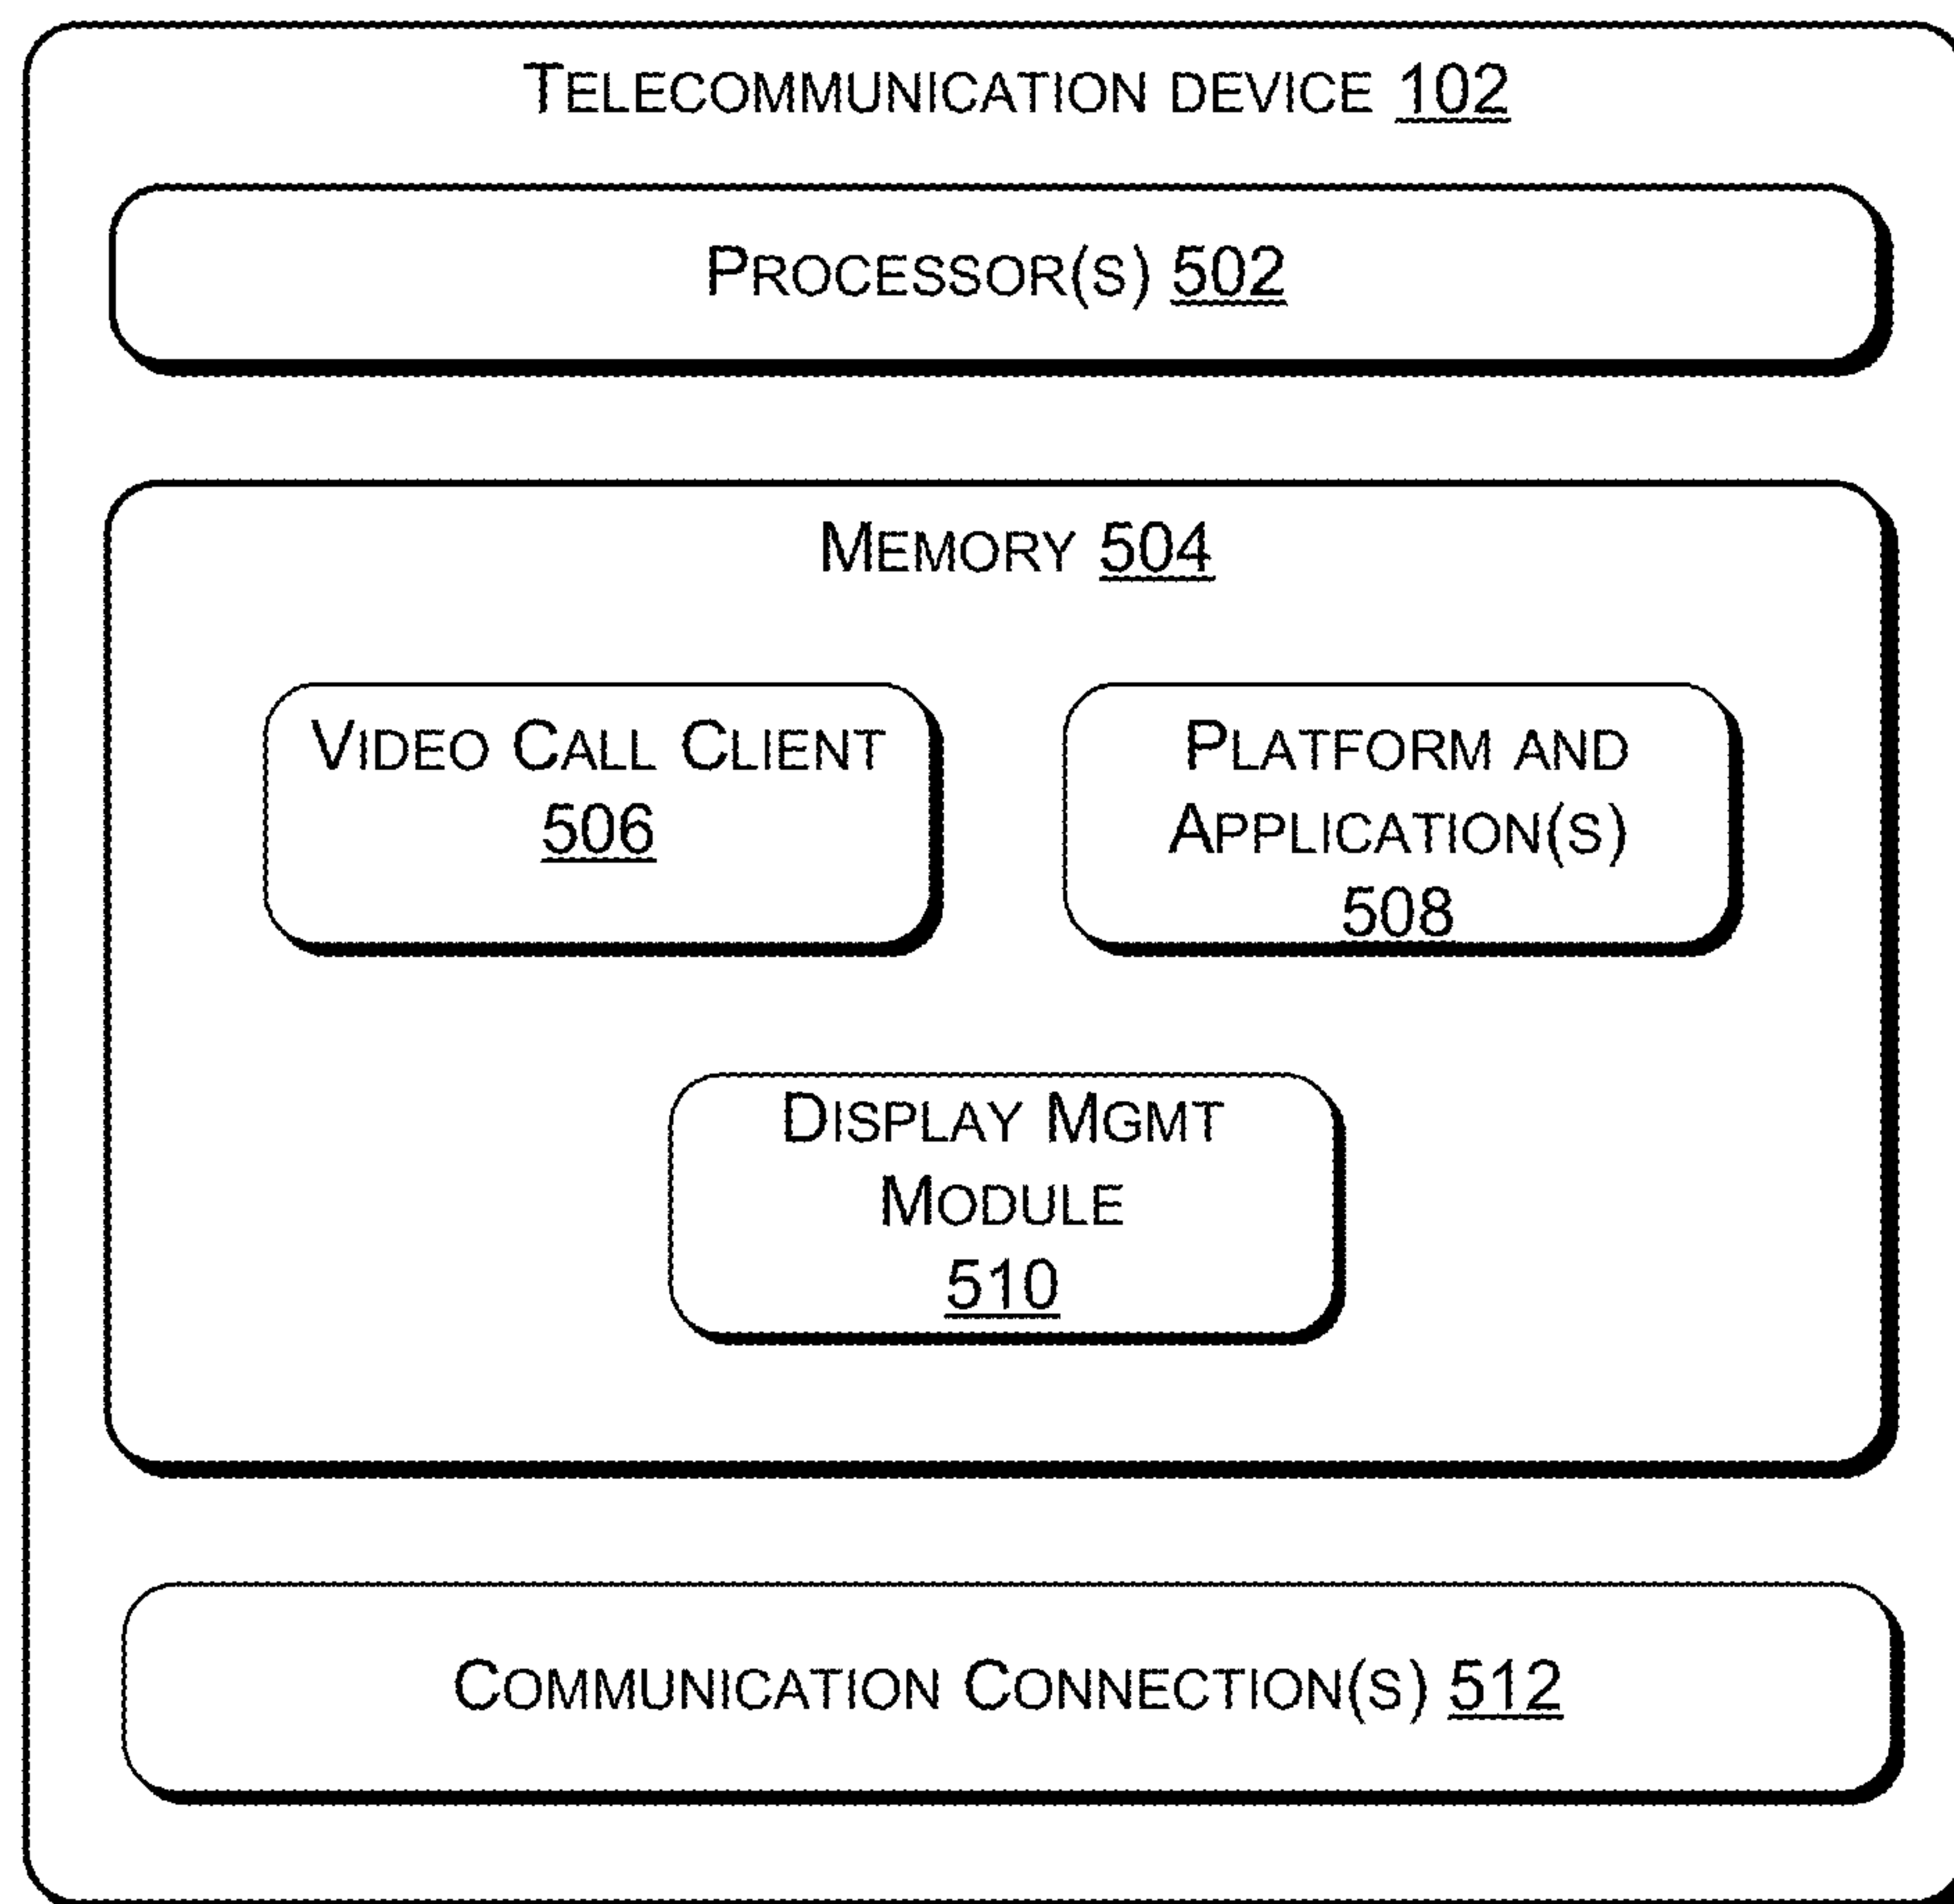 TELECOMMUNICATION DEVICE 102
PROCESSOR(S) 502
MEMORY 504
VIDEO CALL CLIENT
506
PLATFORM AND
APPLICATION(S)
508
DISPLAY MGMT
MODULE
510
COMMUNICATION CONNECTION(S) 512